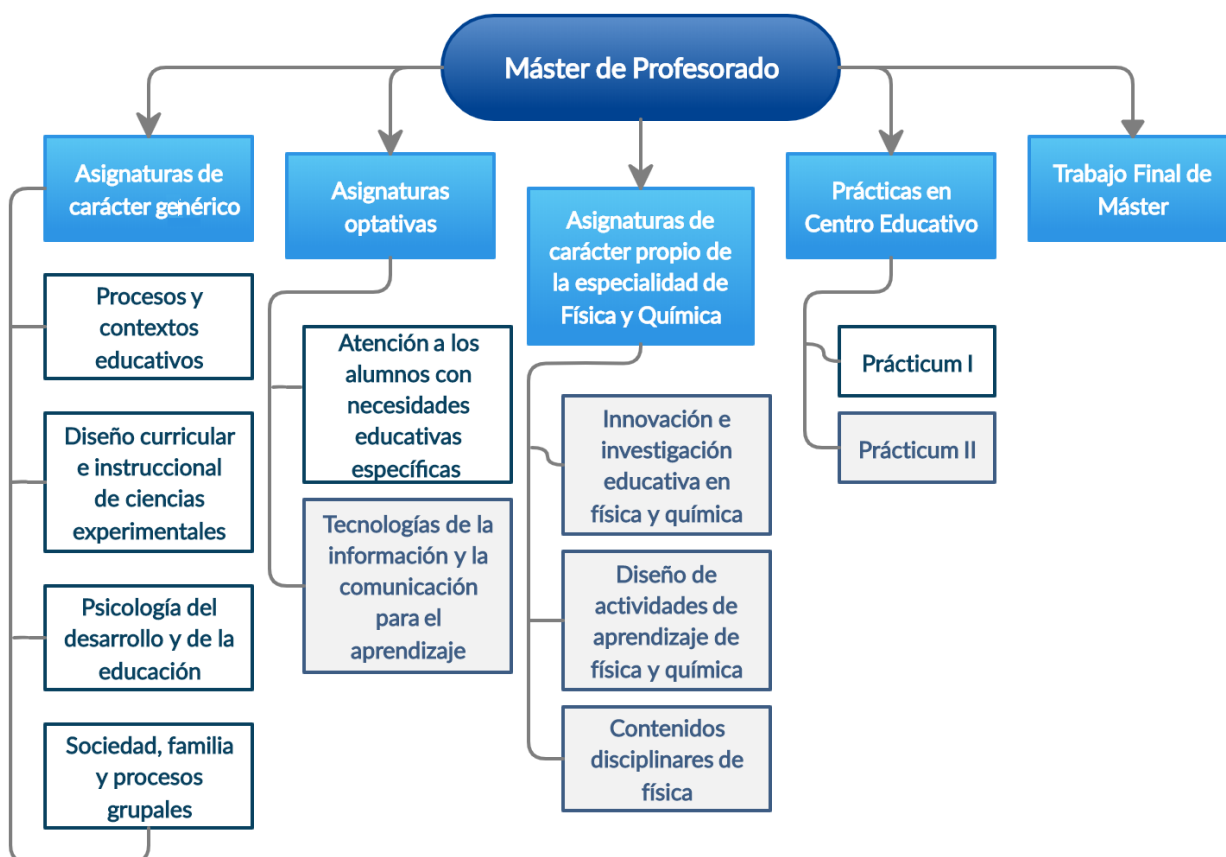 Máster de Profesorado
Asignaturas de
carácter genérico
Procesos y
contextos
educativos
Diseño curricular
e instruccional
de ciencias
experimentales
Psicología del
desarrollo y de la
educación
Sociedad, familia
y procesos
grupales
Asignaturas
optativas
Atención a los
alumnos con
necesidades
educativas
específicas
Tecnologías de la
información y la
comunicación
para el
aprendizaje
Asignaturas de
carácter propio de
la especialidad de
Física y Química
Innovación e
investigación
educativa en
física y química
Diseño de
actividades de
aprendizaje de
física y química
Contenidos
disciplinares de
física
Prácticas en
Centro Educativo
Prácticum I
Prácticum II
Trabajo Final de
Máster